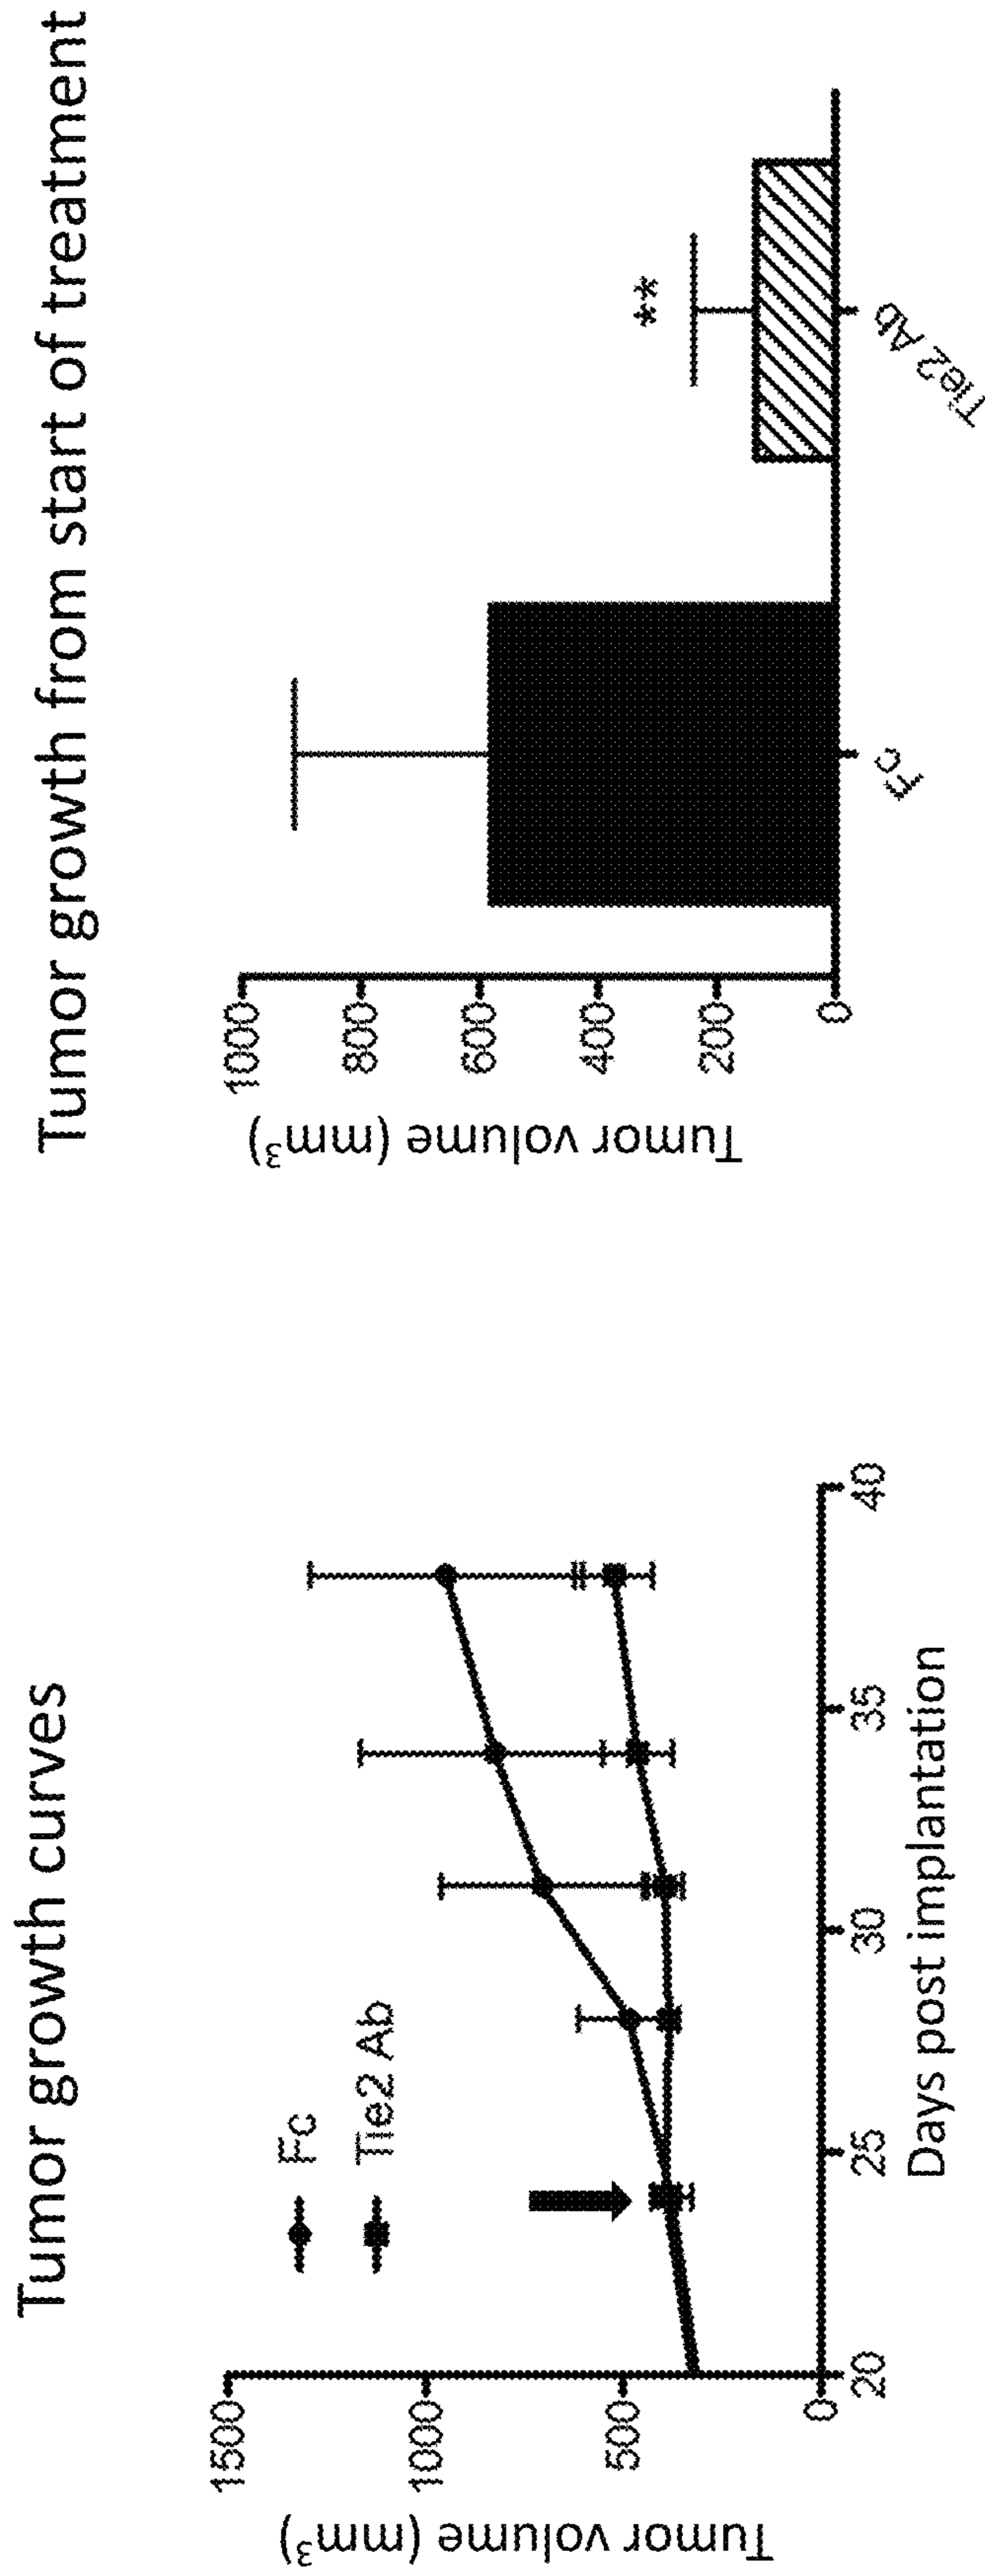 Tumor growth curves
Fc
Tie2 Ab
1500
1000
500
0
20
25
30
35
40
Tumor volume (mm³)
Days post implantation
Tumor growth from start of treatment
1000
800
600
400
200
0
Tumor volume (mm³)
**
Fc
Tie2 Ab